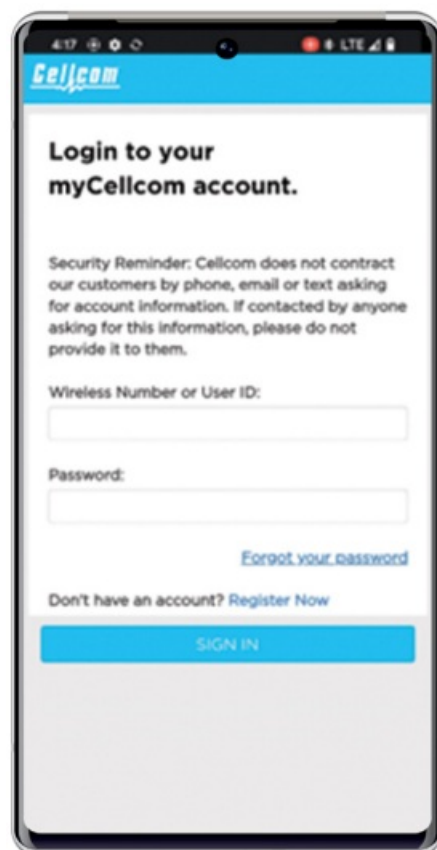 4:17
LTE
Cellcom
Login to your
myCellcom account.
Security Reminder: Cellcom does not contract
our customers by phone, email or text asking
for account information. If contacted by anyone
asking for this information, please do not
provide it to them.
Wireless Number or User ID:
Password:
Forgot your password
Don't have an account? Register Now
SIGN IN